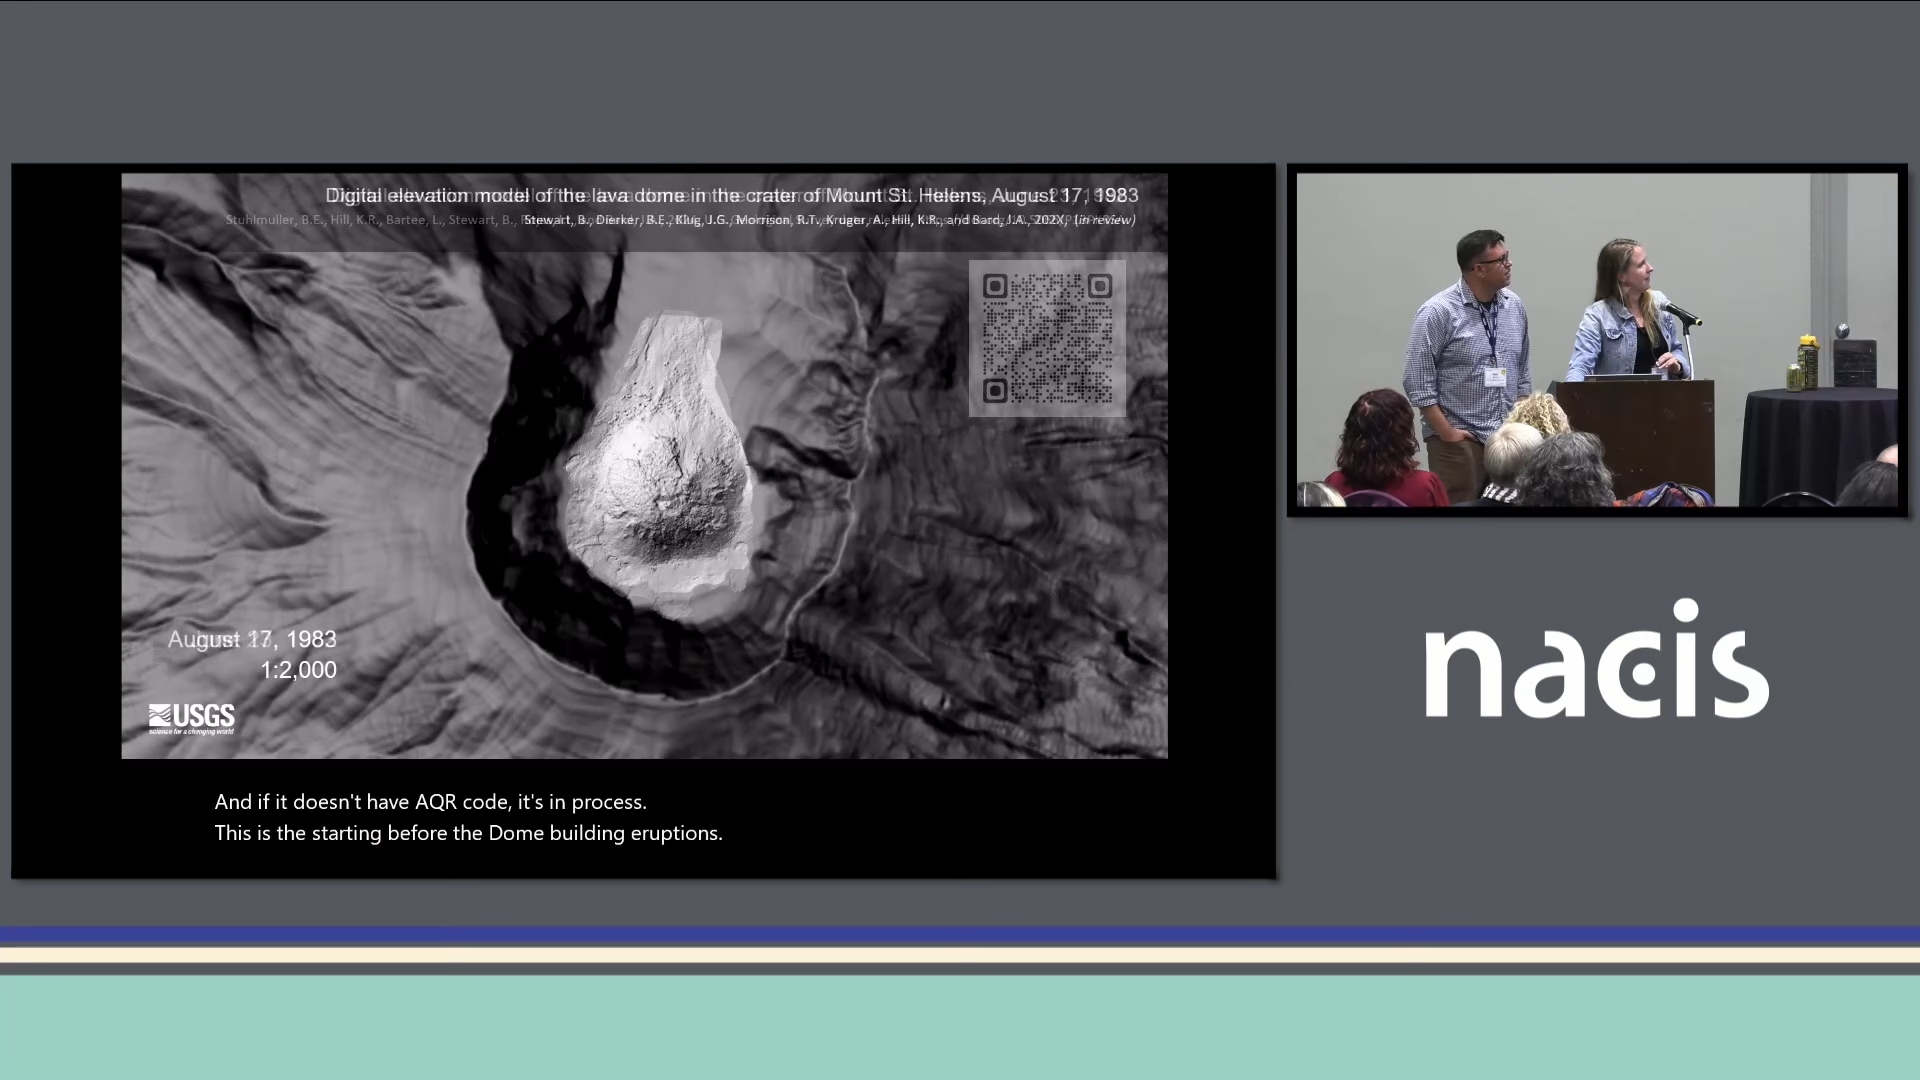 Digital elevation model of the lava dome in the crater of Mount St. Helens, August 17, 1983
Stewart, B., Dierker, B.E., Klug, J.G., Morrison, R.T., Kruger, A., Hill, K.R., and Bard, J.A., 202X, (in review)
Stuhlmuller, B.E., Hill, K.R., Bartee, L., Stewart, B.,
August 17, 1983
1:2,000
USGS
science for a changing world
And if it doesn't have AQR code, it's in process.
This is the starting before the Dome building eruptions.
nacis